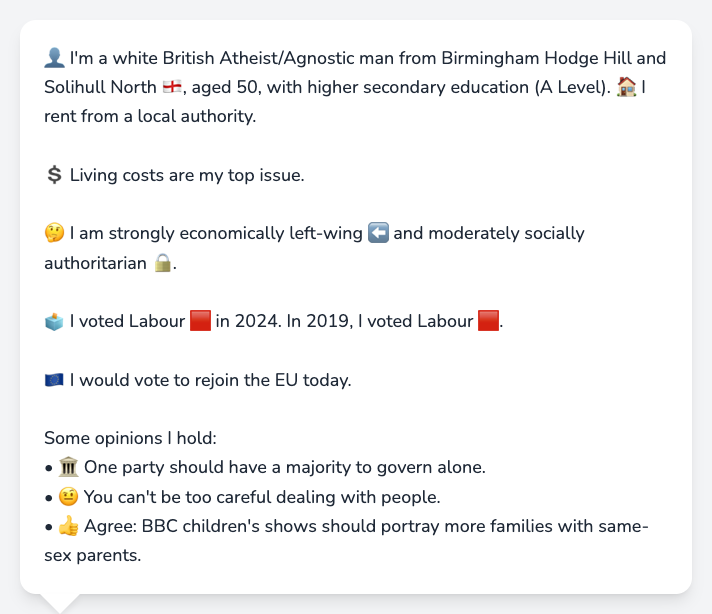 👤 I'm a white British Atheist/Agnostic man from Birmingham Hodge Hill and
Solihull North 🏴󠁧󠁢󠁥󠁮󠁧󠁿, aged 50, with higher secondary education (A Level). 🏠 I
rent from a local authority.
💲 Living costs are my top issue.
🤔 I am strongly economically left-wing ⬅️ and moderately socially
authoritarian 🔒.
🗳️ I voted Labour 🟥 in 2024. In 2019, I voted Labour 🟥.
🇪🇺 I would vote to rejoin the EU today.
Some opinions I hold:
• 🏛️ One party should have a majority to govern alone.
• 🤨 You can't be too careful dealing with people.
• 👍 Agree: BBC children's shows should portray more families with same-
sex parents.